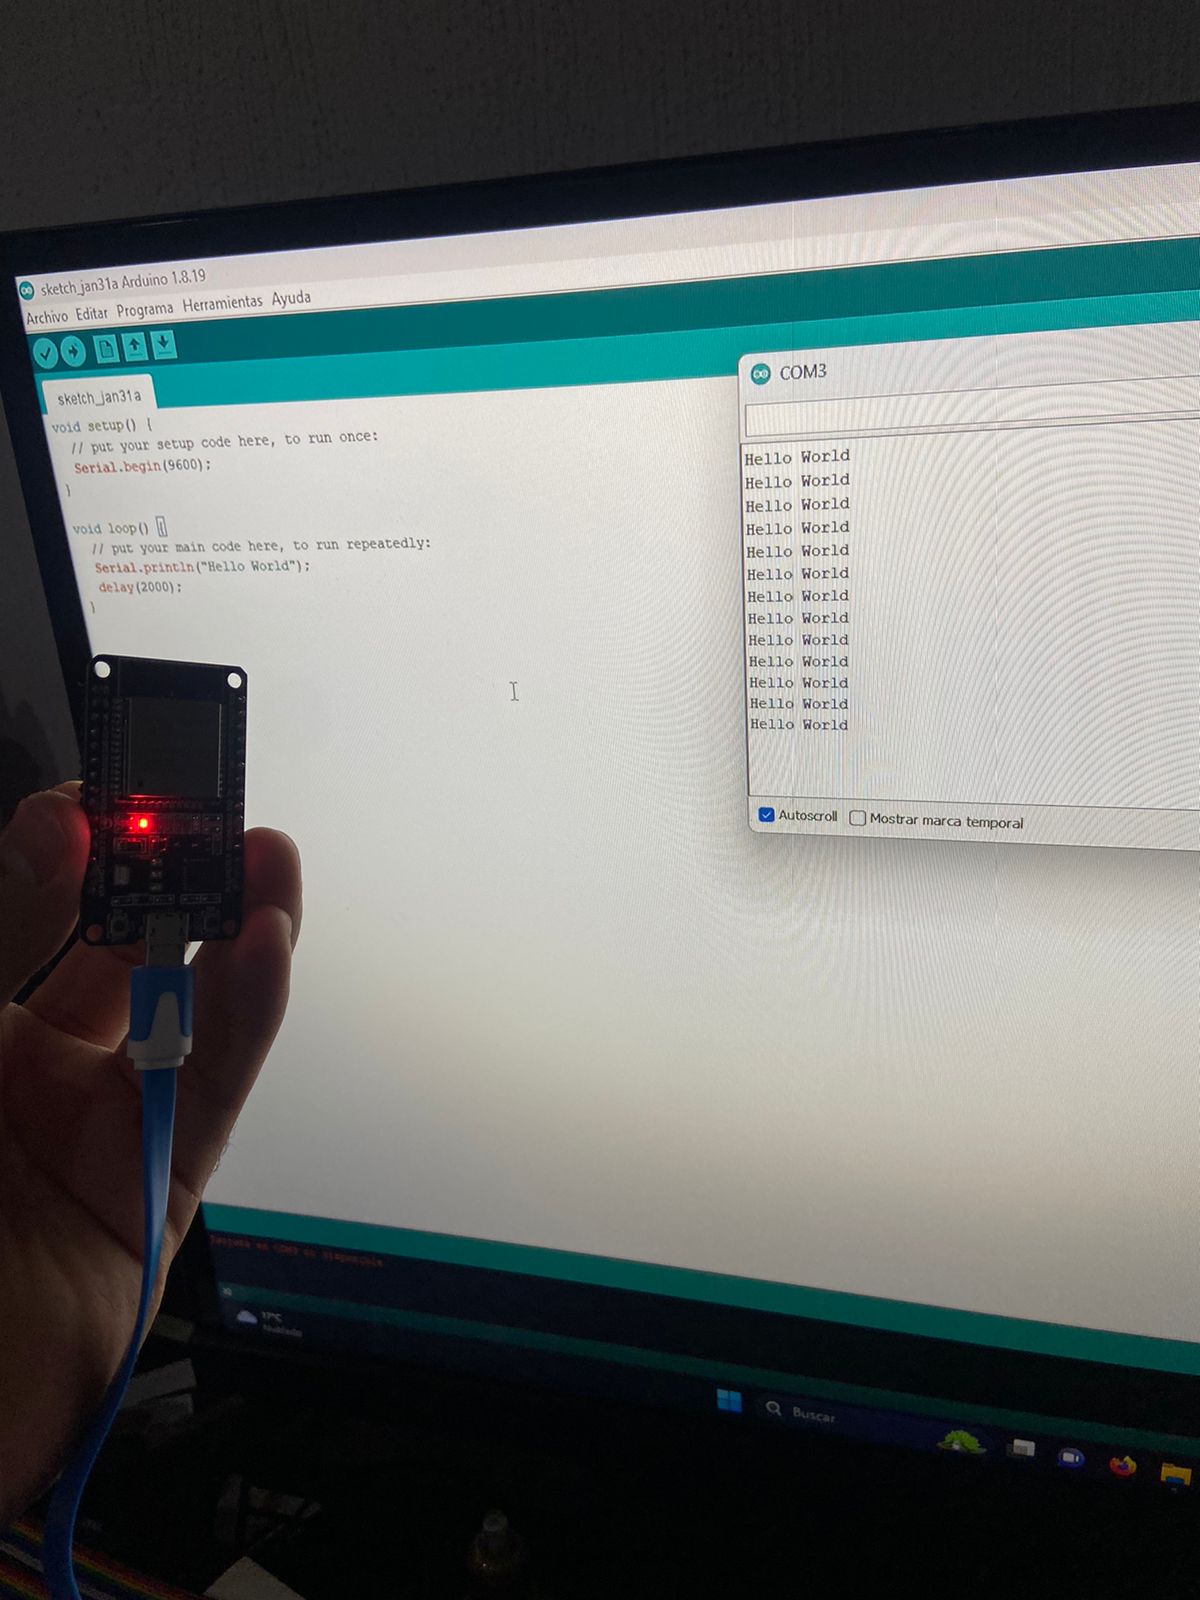 sketch_jan31a Arduino 1.8.19
Archivo Editar Programa Herramientas Ayuda
sketch_jan31a
void setup() {
// put your setup code here, to run once:
Serial.begin(9600);
}
void loop() {
// put your main code here, to run repeatedly:
Serial.println("Hello World");
delay(2000);
}
COM3
Hello World
Hello World
Hello World
Hello World
Hello World
Hello World
Hello World
Hello World
Hello World
Hello World
Hello World
Hello World
Hello World
Autoscroll Mostrar marca temporal
17°C
Buscar